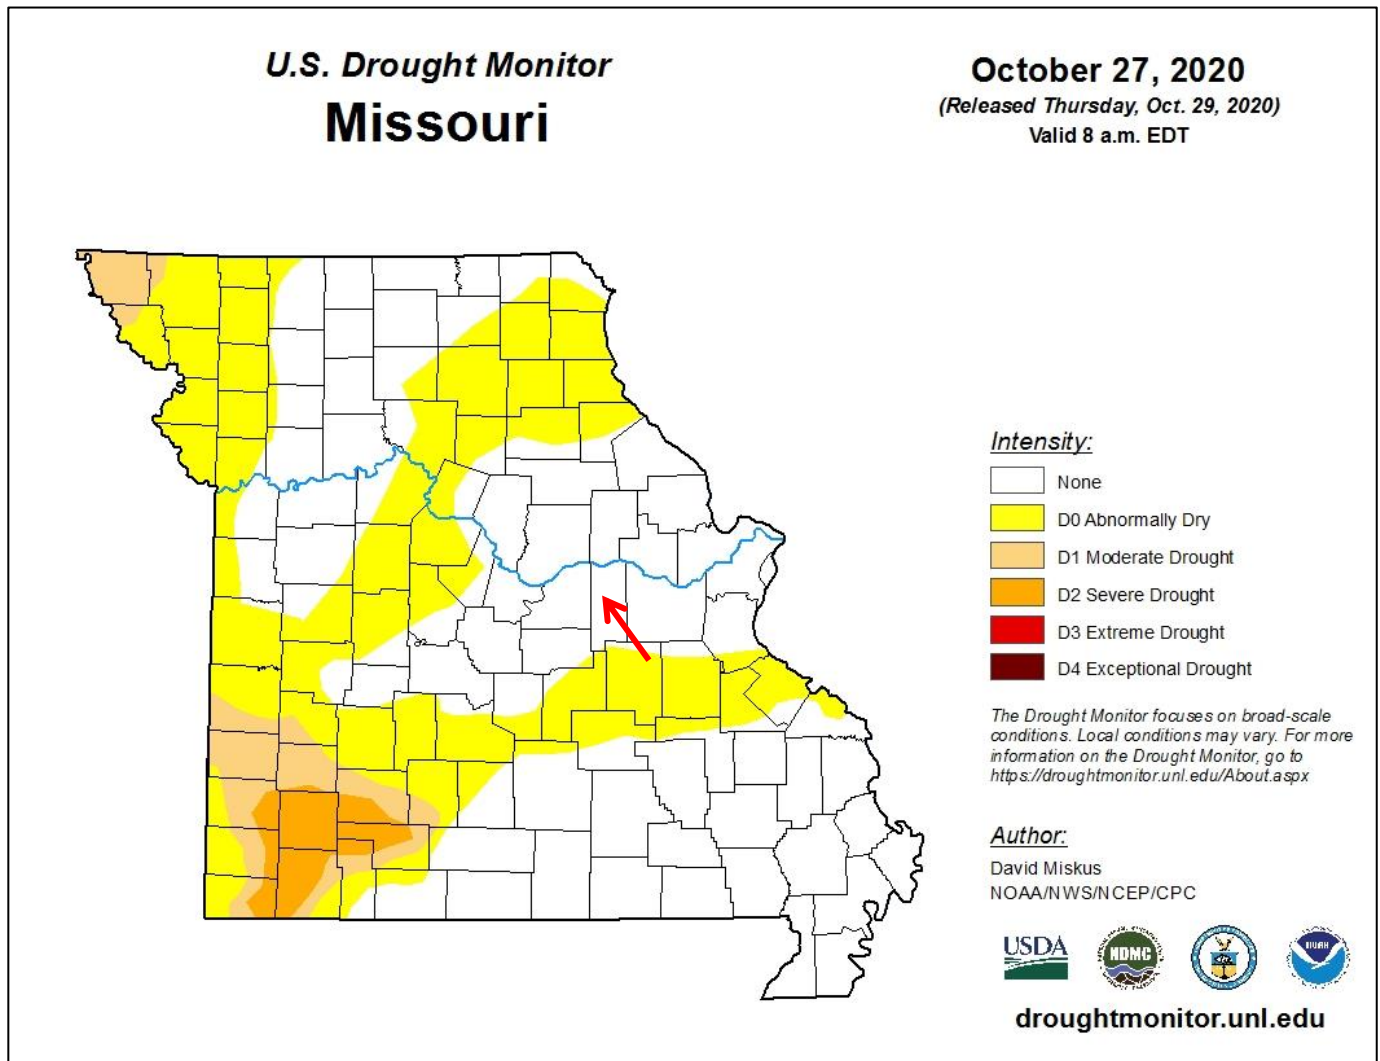 U.S. Drought Monitor
Missouri
October 27, 2020
(Released Thursday, Oct. 29, 2020)
Valid 8 a.m. EDT
Intensity:
None
D0 Abnormally Dry
D1 Moderate Drought
D2 Severe Drought
D3 Extreme Drought
D4 Exceptional Drought
The Drought Monitor focuses on broad-scale
conditions. Local conditions may vary. For more
information on the Drought Monitor, go to
https://droughtmonitor.unl.edu/About.aspx
Author:
David Miskus
NOAA/NWS/NCEP/CPC
USDA
NDMC
NOAA
droughtmonitor.unl.edu